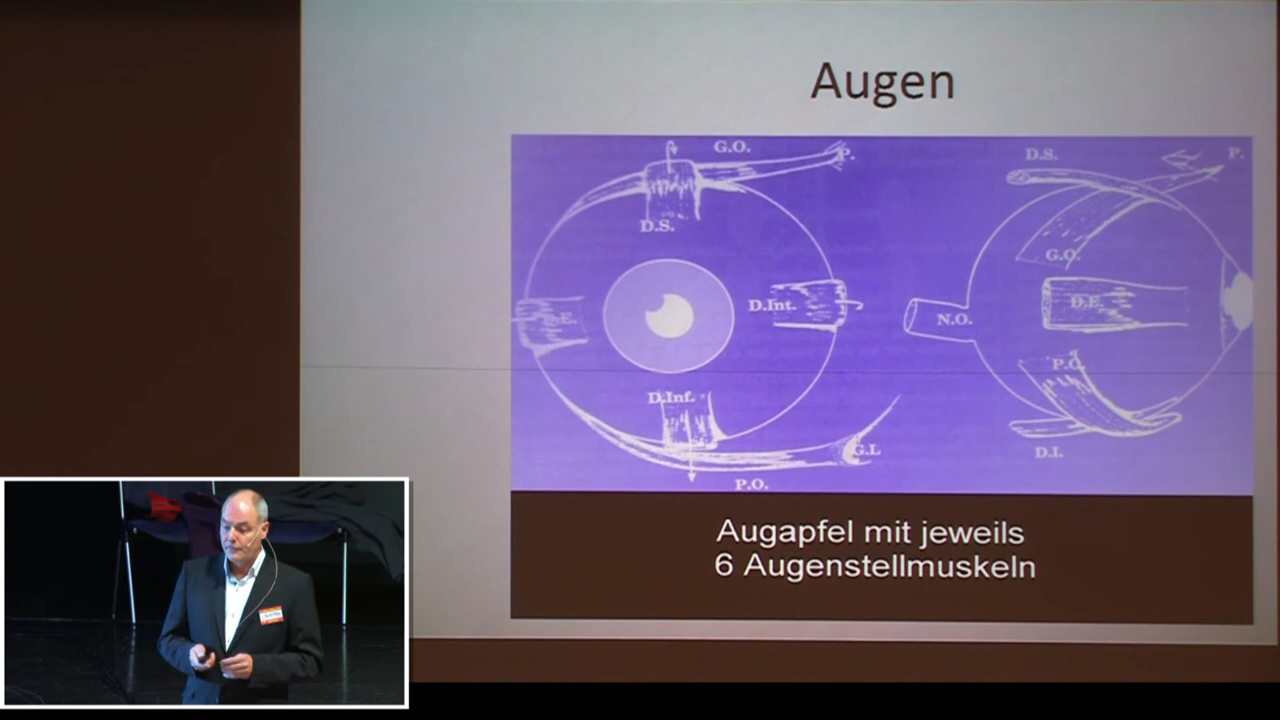 Augen
G.O.
P.
D.S.
D.Int.
D.Inf.
G.L
P.O.
D.S.
P.
G.O.
D.E.
N.O.
P.O.
D.I.
Augapfel mit jeweils
6 Augenstellmuskeln